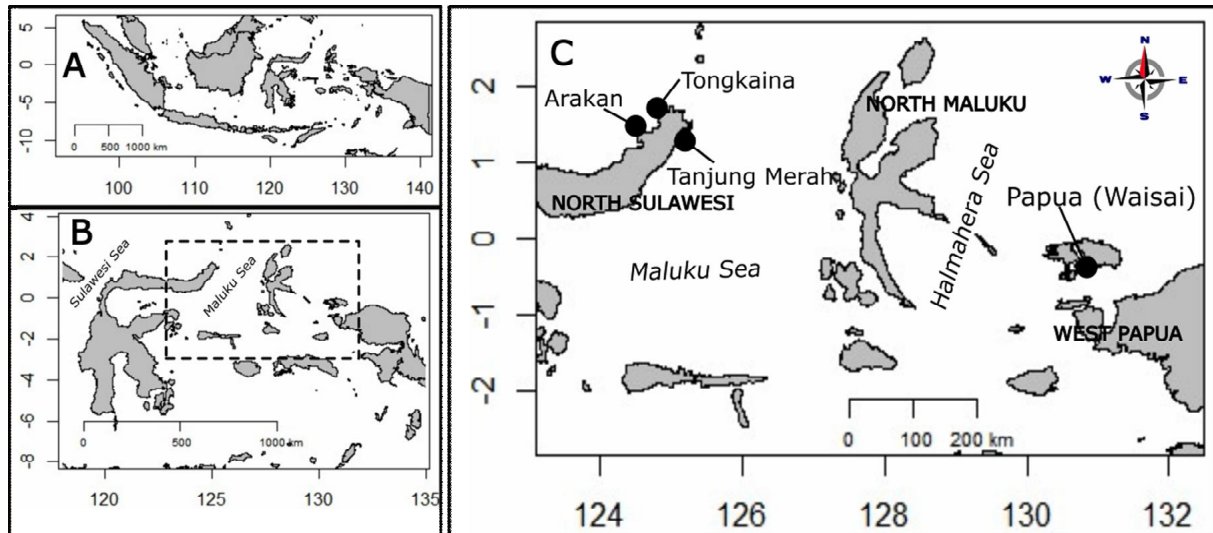 A
5
0
-5
-10
0 500 1000 km
100 110 120 130 140
B
4
2
0
-2
-4
-6
-8
Sulawesi Sea
Maluku Sea
0 500 1000 km
120 125 130 135
C
2
1
0
-1
-2
Tongkaina
Arakan
Tanjung Merah
NORTH SULAWESI
NORTH MALUKU
Maluku Sea
Halmahera Sea
Papua (Waisai)
WEST PAPUA
N
W E
S
0 100 200 km
124 126 128 130 132